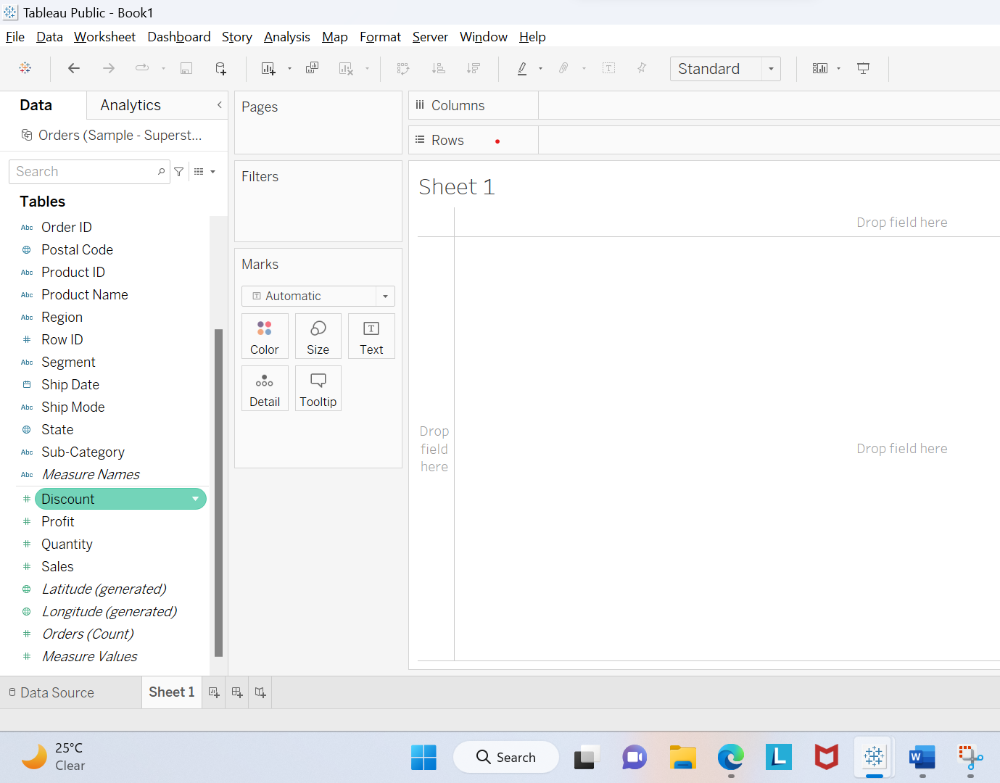 Tableau Public - Book1
File Data Worksheet Dashboard Story Analysis Map Format Server Window Help
Standard
Data Analytics
Orders (Sample - Superst...
Search
Tables
Abc Order ID
Postal Code
Abc Product ID
Abc Product Name
Abc Region
# Row ID
Abc Segment
Ship Date
Abc Ship Mode
State
Abc Sub-Category
Abc Measure Names
# Discount
# Profit
# Quantity
# Sales
Latitude (generated)
Longitude (generated)
# Orders (Count)
# Measure Values
Pages
Filters
Marks
T Automatic
Color Size T Text
Detail Tooltip
Columns
Rows
Sheet 1
Drop field here
Drop
field
here
Drop field here
Data Source Sheet 1
25°C
Clear
Search
L
W